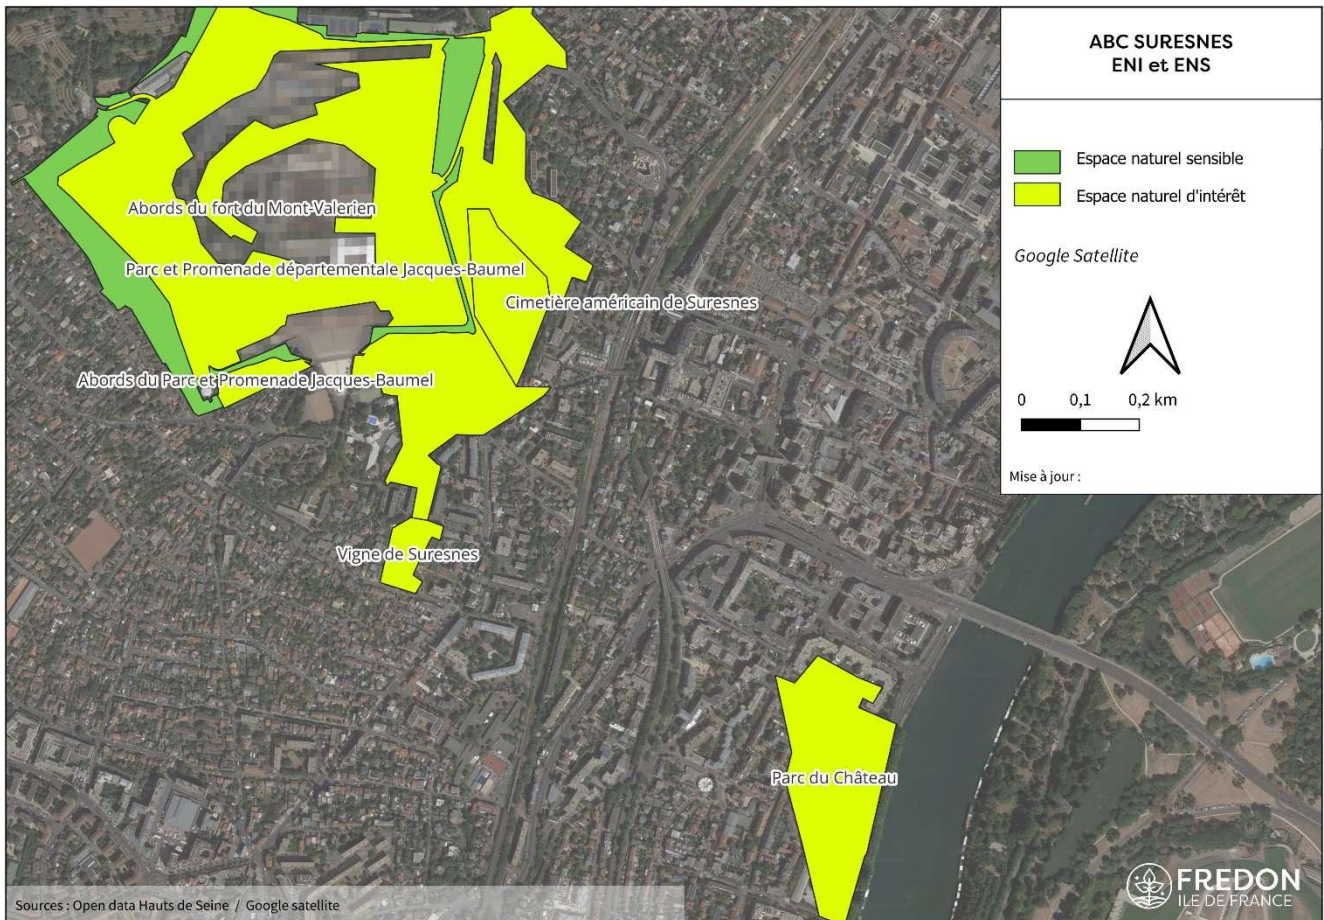 ABC SURESNES
ENI et ENS
Espace naturel sensible
Espace naturel d'intérêt
Google Satellite
0 0,1 0,2 km
Mise à jour :
Abords du fort du Mont-Valerien
Parc et Promenade départementale Jacques-Baumel
Cimetière américain de Suresnes
Abords du Parc et Promenade Jacques-Baumel
Vigne de Suresnes
Parc du Château
Sources : Open data Hauts de Seine / Google satellite
FREDON
ILE DE FRANCE